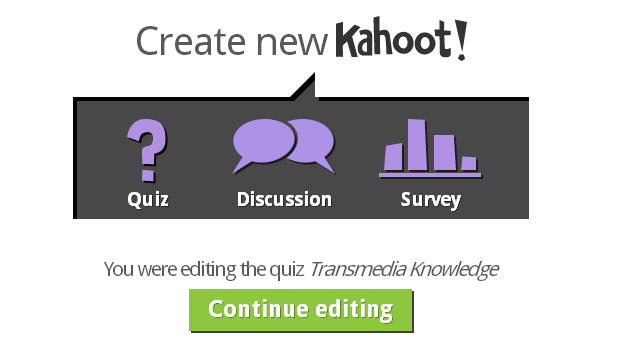 Create new Kahoot!
Quiz Discussion Survey
You were editing the quiz Transmedia Knowledge
Continue editing